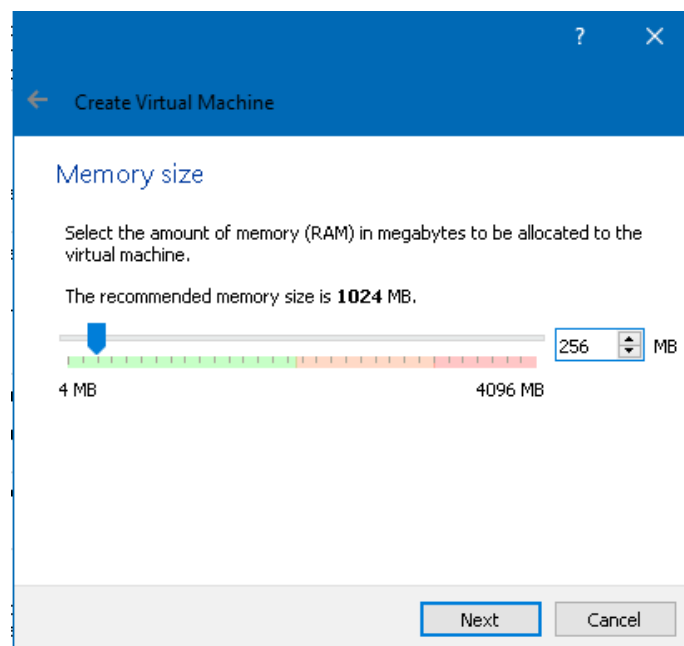 ?
Create Virtual Machine
Memory size
Select the amount of memory (RAM) in megabytes to be allocated to the
virtual machine.
The recommended memory size is 1024 MB.
256 MB
4 MB 4096 MB
Next Cancel